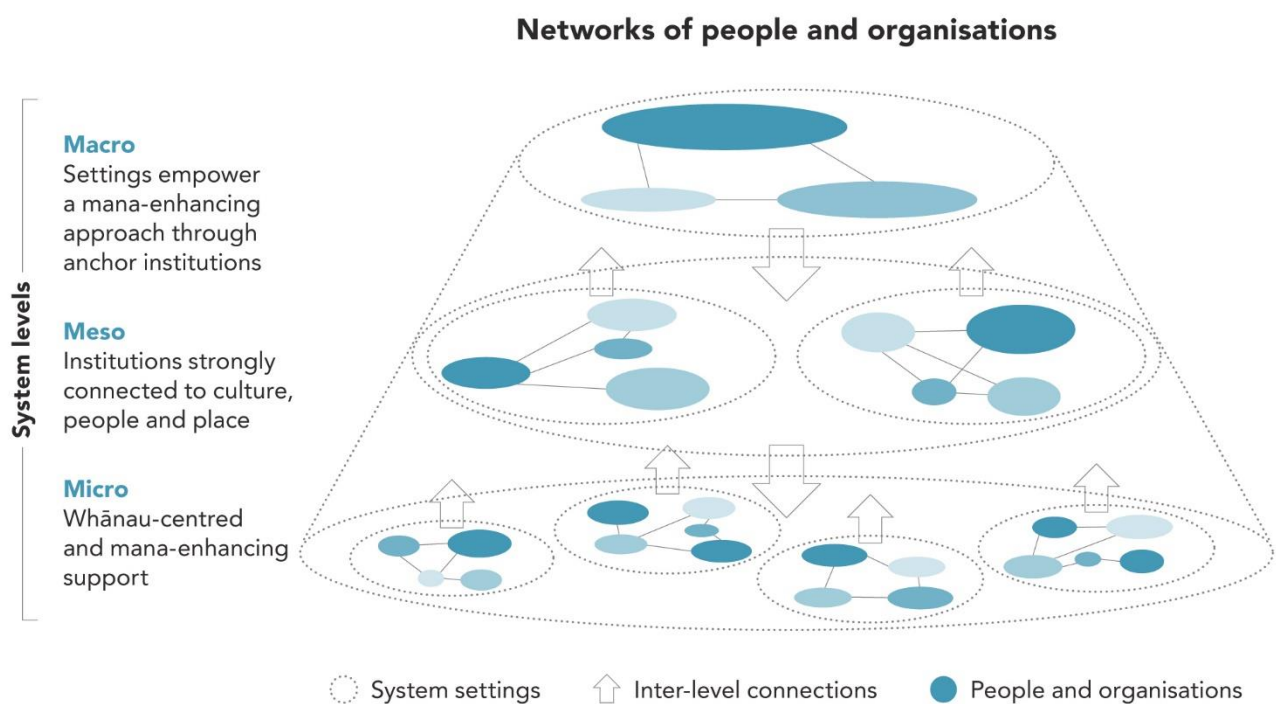 Networks of people and organisations
System levels
Macro
Settings empower
a mana-enhancing
approach through
anchor institutions
Meso
Institutions strongly
connected to culture,
people and place
Micro
Whānau-centred
and mana-enhancing
support
System settings
Inter-level connections
People and organisations